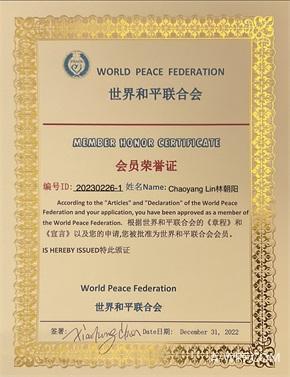 WORLD PEACE FEDERATION
世界和平联合会
MEMBER HONOR CERTIFICATE
会员荣誉证
编号ID: 20230226-1 姓名Name: Chaoyang Lin林朝阳
According to the "Articles" and "Declaration" of the World Peace
Federation and your application, you have been approved as a member of
the World Peace Federation. 根据世界和平联合会的《章程》和
《宣言》以及您的申请,您被批准为世界和平联合会会员。
IS HEREBY ISSUED特此颁证
World Peace Federation
世界和平联合会
签署: Date日期: December 31, 2022